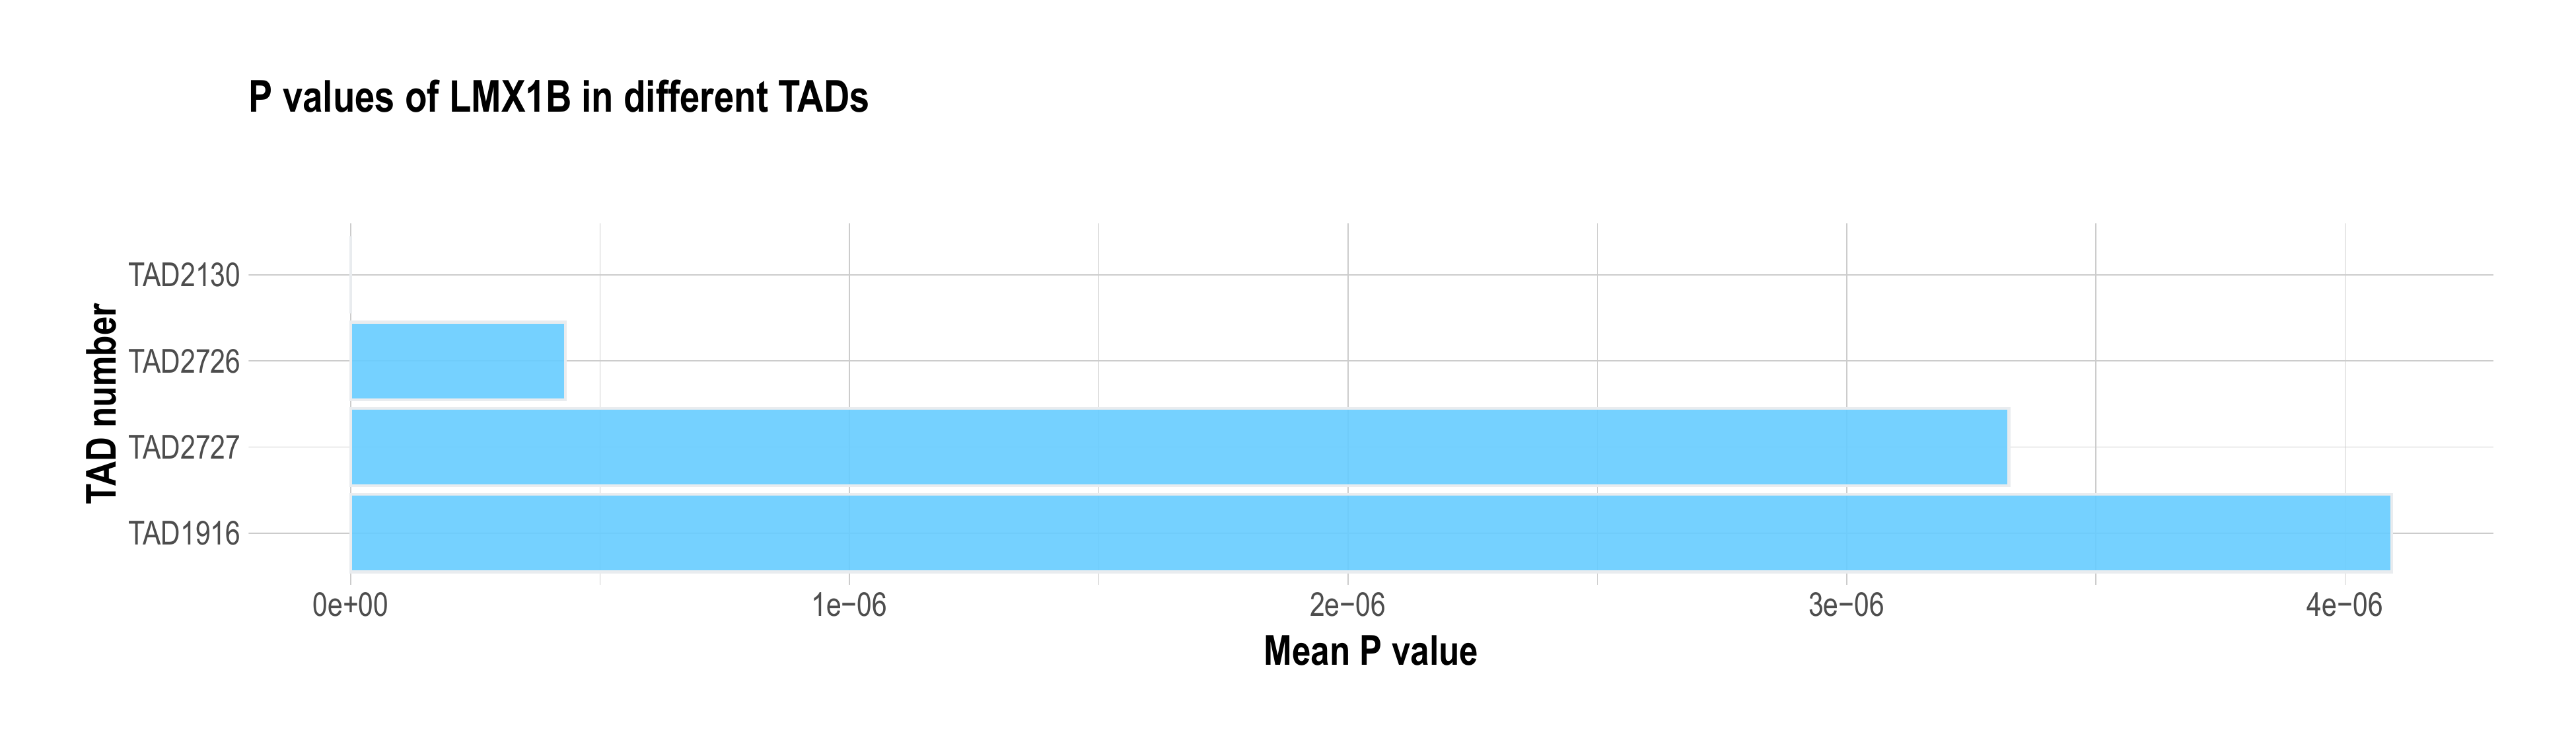 P values of LMX1B in different TADs
TAD number
TAD2130
TAD2726
TAD2727
TAD1916
0e+00 1e−06 2e−06 3e−06 4e−06
Mean P value